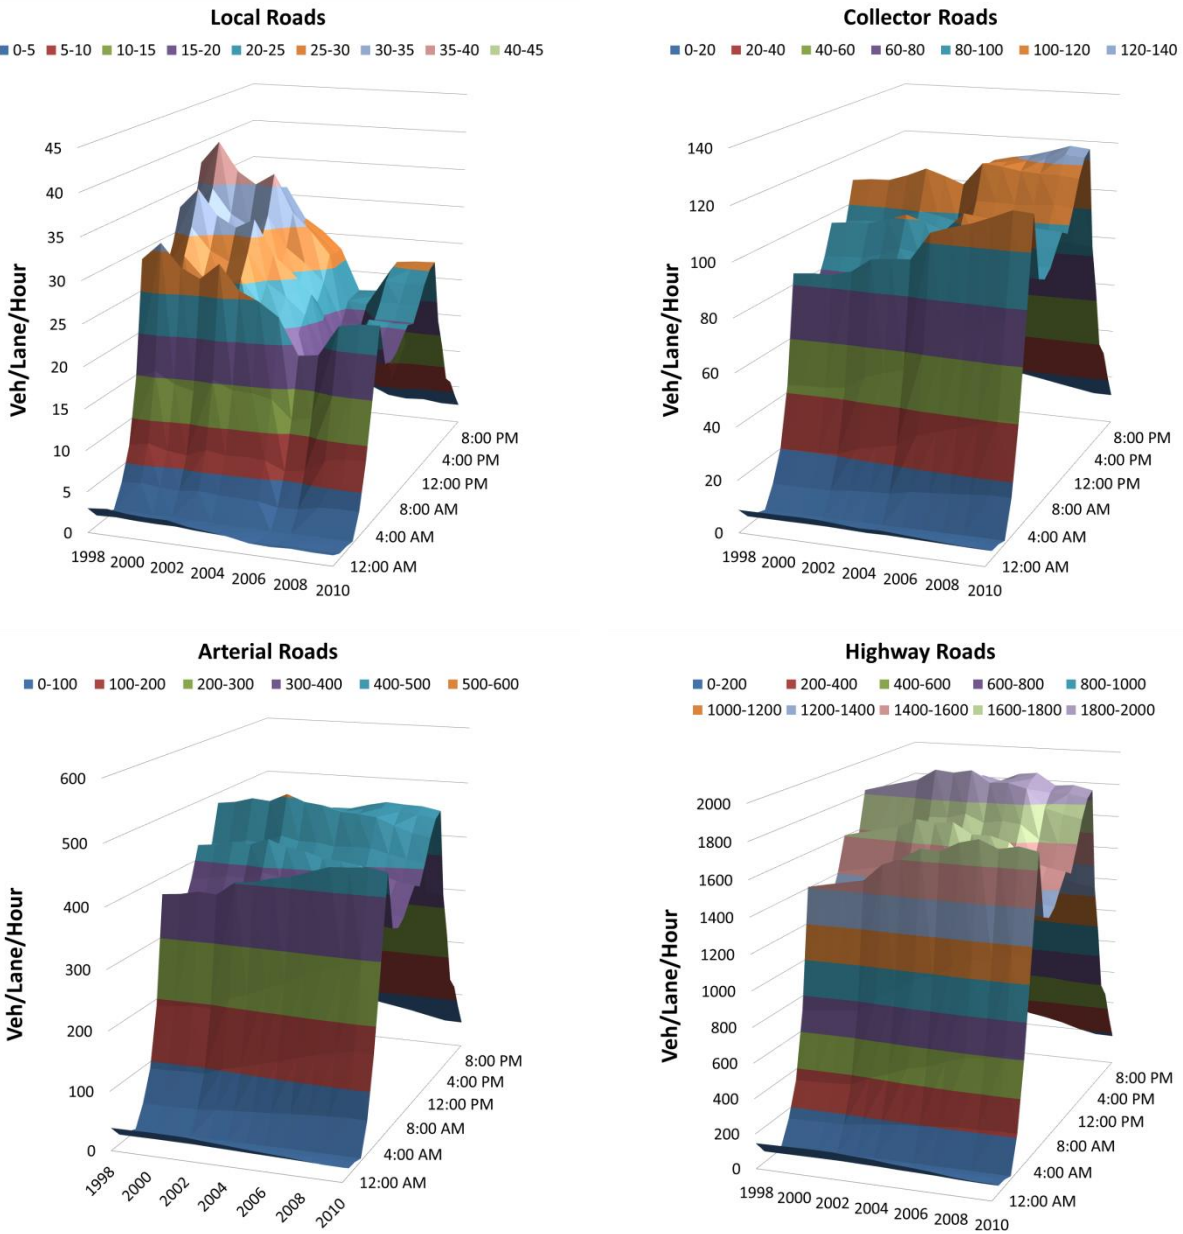 Local Roads
0-5 5-10 10-15 15-20 20-25 25-30 30-35 35-40 40-45
Veh/Lane/Hour
45
40
35
30
25
20
15
10
5
0
1998 2000 2002 2004 2006 2008 2010
8:00 PM
4:00 PM
12:00 PM
8:00 AM
4:00 AM
12:00 AM
Collector Roads
0-20 20-40 40-60 60-80 80-100 100-120 120-140
Veh/Lane/Hour
140
120
100
80
60
40
20
0
1998 2000 2002 2004 2006 2008 2010
8:00 PM
4:00 PM
12:00 PM
8:00 AM
4:00 AM
12:00 AM
Arterial Roads
0-100 100-200 200-300 300-400 400-500 500-600
Veh/Lane/Hour
600
500
400
300
200
100
0
1998 2000 2002 2004 2006 2008 2010
8:00 PM
4:00 PM
12:00 PM
8:00 AM
4:00 AM
12:00 AM
Highway Roads
0-200 200-400 400-600 600-800 800-1000
1000-1200 1200-1400 1400-1600 1600-1800 1800-2000
Veh/Lane/Hour
2000
1800
1600
1400
1200
1000
800
600
400
200
0
1998 2000 2002 2004 2006 2008 2010
8:00 PM
4:00 PM
12:00 PM
8:00 AM
4:00 AM
12:00 AM